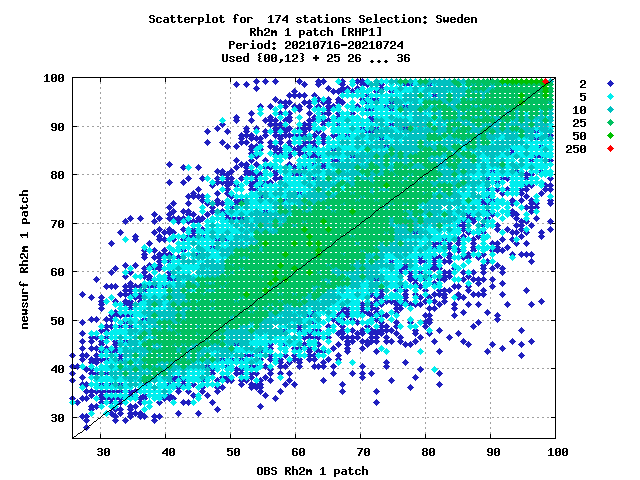 Scatterplot for  174 stations Selection: Sweden
Rh2m 1 patch [RHP1]
Period: 20210716-20210724
Used {00,12} + 25 26 ... 36
2
5
10
25
50
250
newsurf Rh2m 1 patch
100
90
80
70
60
50
40
30
30 40 50 60 70 80 90 100
OBS Rh2m 1 patch